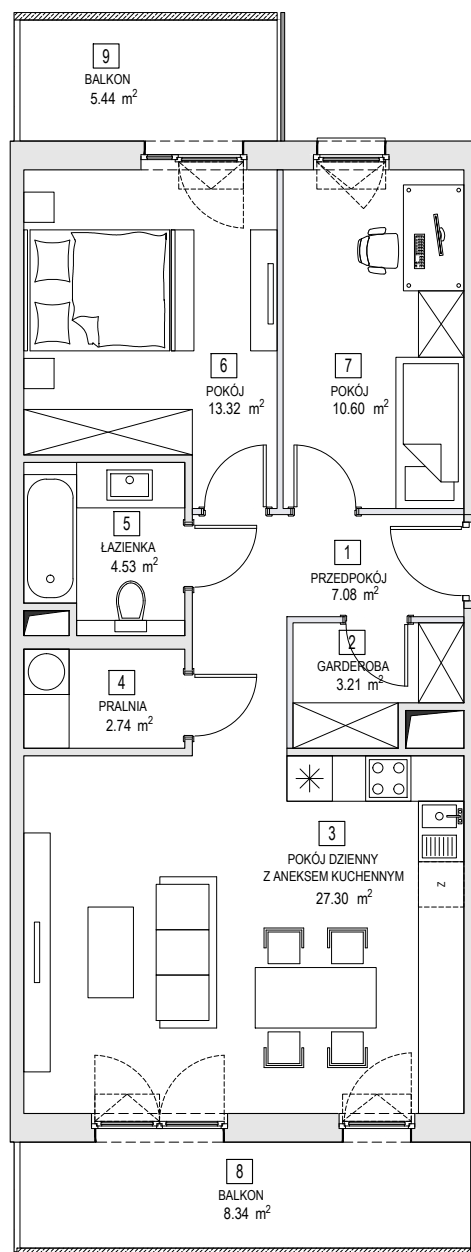 9
BALKON
5.44 m²
6
POKÓJ
13.32 m²
7
POKÓJ
10.60 m²
5
ŁAZIENKA
4.53 m²
1
PRZEDPOKÓJ
7.08 m²
2
GARDEROBA
3.21 m²
4
PRALNIA
2.74 m²
3
POKÓJ DZIENNY
Z ANEKSEM KUCHENNYM
27.30 m²
Z
8
BALKON
8.34 m²